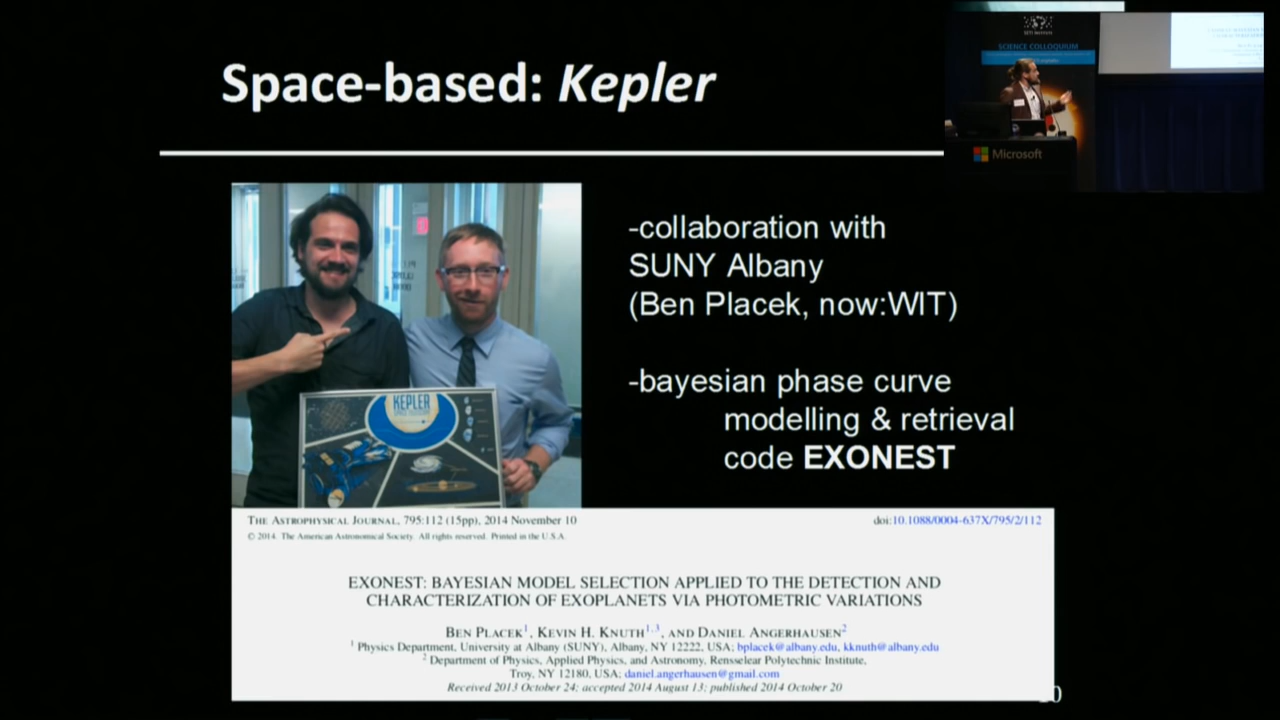 Space-based: Kepler
SETI INSTITUTE
SCIENCE COLLOQUIUM
Microsoft
-collaboration with
SUNY Albany
(Ben Placek, now:WIT)
-bayesian phase curve
modelling & retrieval
code EXONEST
KEPLER
THE ASTROPHYSICAL JOURNAL, 795:112 (15pp), 2014 November 10
doi:10.1088/0004-637X/795/2/112
© 2014. The American Astronomical Society. All rights reserved. Printed in the U.S.A.
EXONEST: BAYESIAN MODEL SELECTION APPLIED TO THE DETECTION AND
CHARACTERIZATION OF EXOPLANETS VIA PHOTOMETRIC VARIATIONS
BEN PLACEK1, KEVIN H. KNUTH1,3, AND DANIEL ANGERHAUSEN2
1 Physics Department, University at Albany (SUNY), Albany, NY 12222, USA; bplacek@albany.edu, kknuth@albany.edu
2 Department of Physics, Applied Physics, and Astronomy, Rensselear Polytechnic Institute,
Troy, NY 12180, USA; daniel.angerhausen@gmail.com
Received 2013 October 24; accepted 2014 August 13; published 2014 October 20